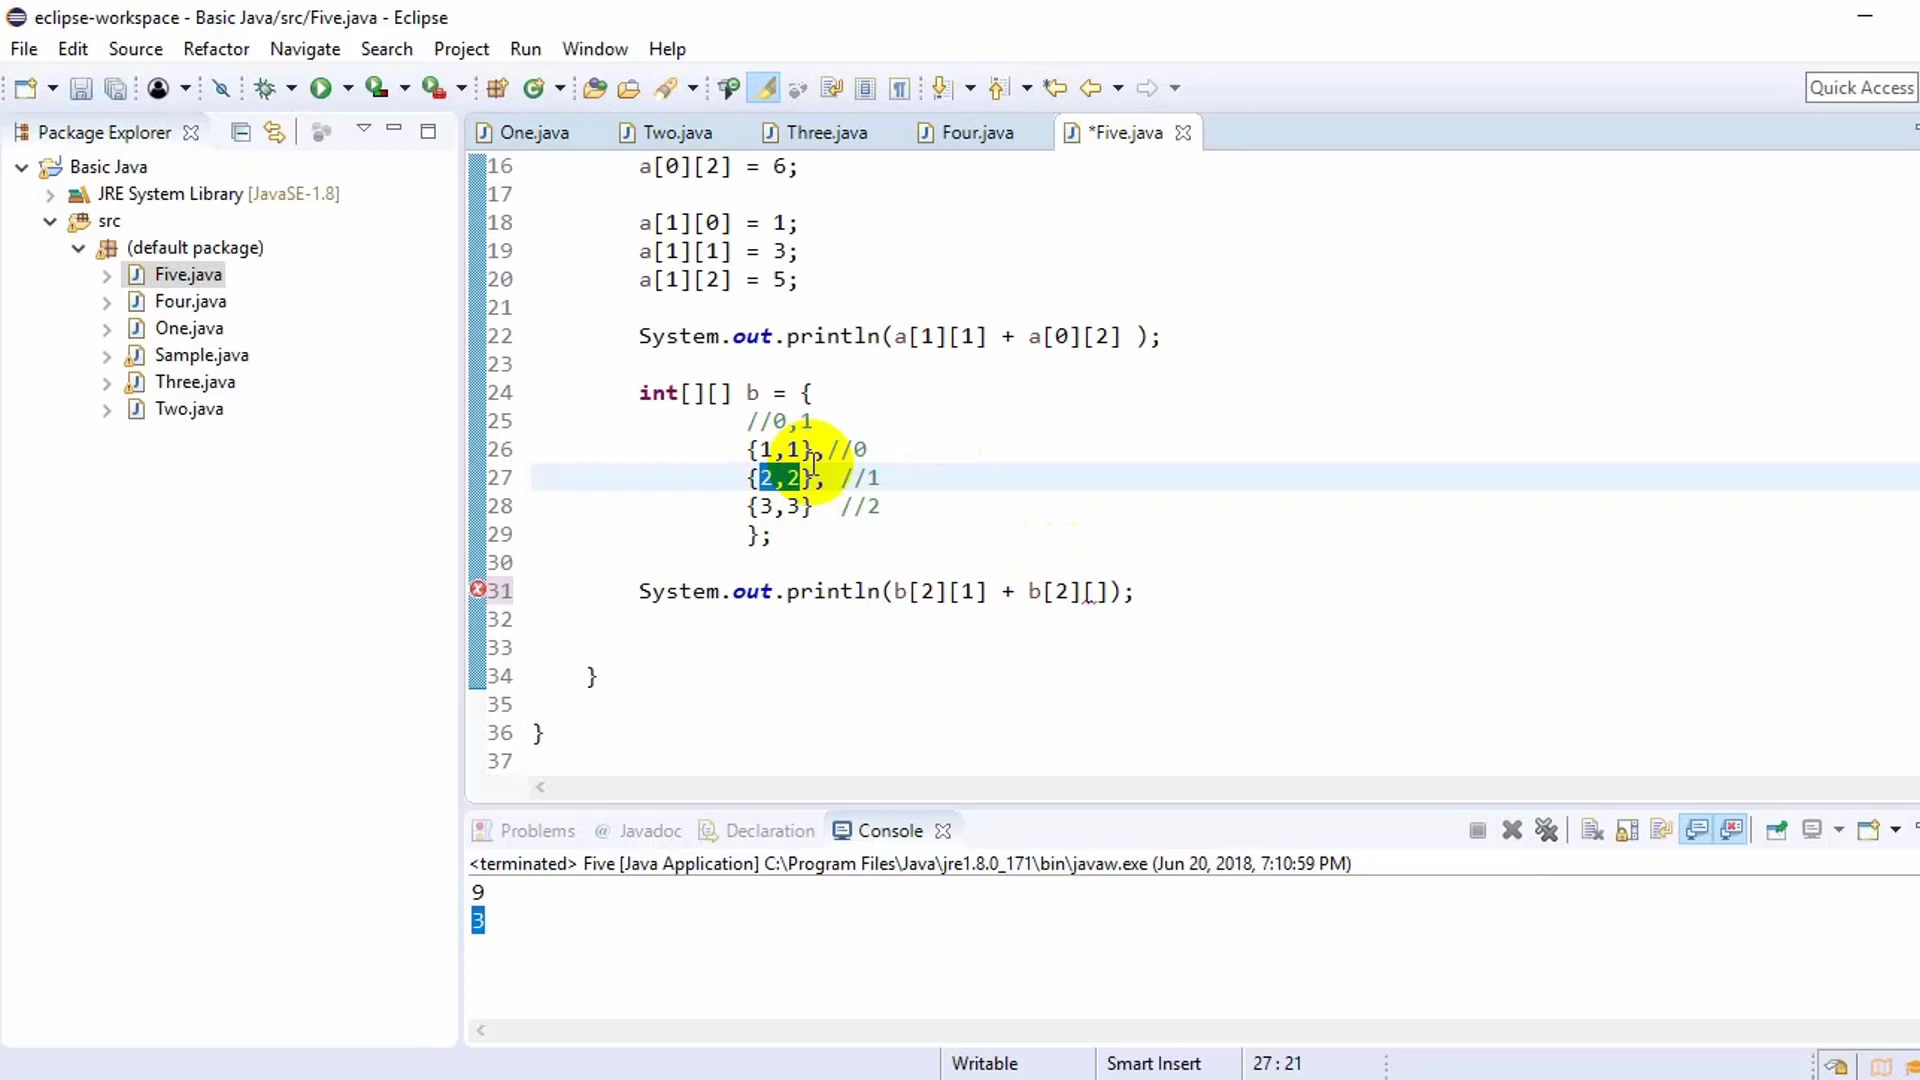 eclipse-workspace - Basic Java/src/Five.java - Eclipse
File Edit Source Refactor Navigate Search Project Run Window Help
Quick Access
Package Explorer
One.java Two.java Three.java Four.java *Five.java
Basic Java
JRE System Library [JavaSE-1.8]
src
(default package)
Five.java
Four.java
One.java
Sample.java
Three.java
Two.java
16 a[0][2] = 6;
17
18 a[1][0] = 1;
19 a[1][1] = 3;
20 a[1][2] = 5;
21
22 System.out.println(a[1][1] + a[0][2] );
23
24 int[][] b = {
25 //0,1
26 {1,1},//0
27 {2,2}, //1
28 {3,3} //2
29 };
30
31 System.out.println(b[2][1] + b[2][]);
32
33
34 }
35
36 }
37
Problems @ Javadoc Declaration Console
<terminated> Five [Java Application] C:\Program Files\Java\jre1.8.0_171\bin\javaw.exe (Jun 20, 2018, 7:10:59 PM)
9
3
Writable Smart Insert 27 : 21